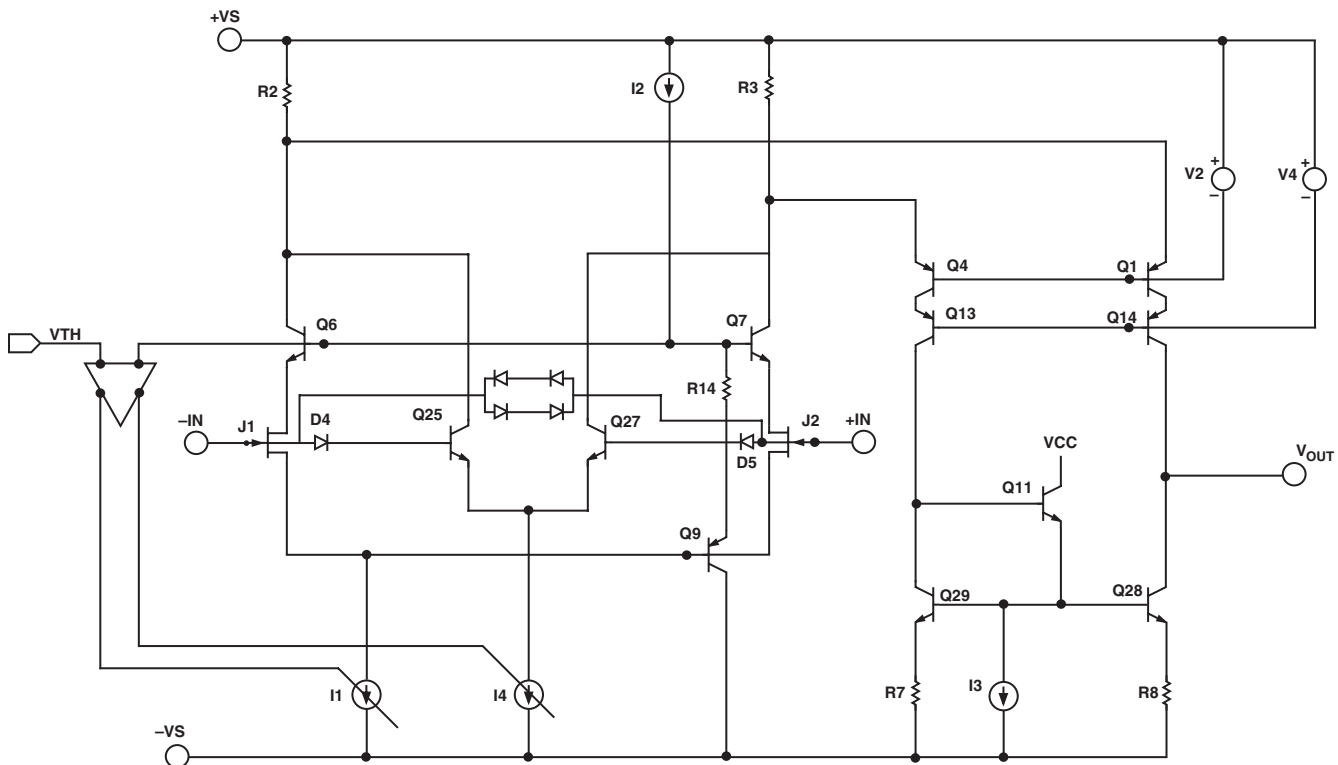 +VS
R2
I2
R3
V2
+
–
V4
+
–
Q4
Q1
Q6
Q7
Q13
Q14
VTH
R14
–IN
J1
D4
Q25
Q27
D5
J2
+IN
VCC
VOUT
Q11
Q9
Q29
Q28
I1
I4
R7
I3
R8
–VS